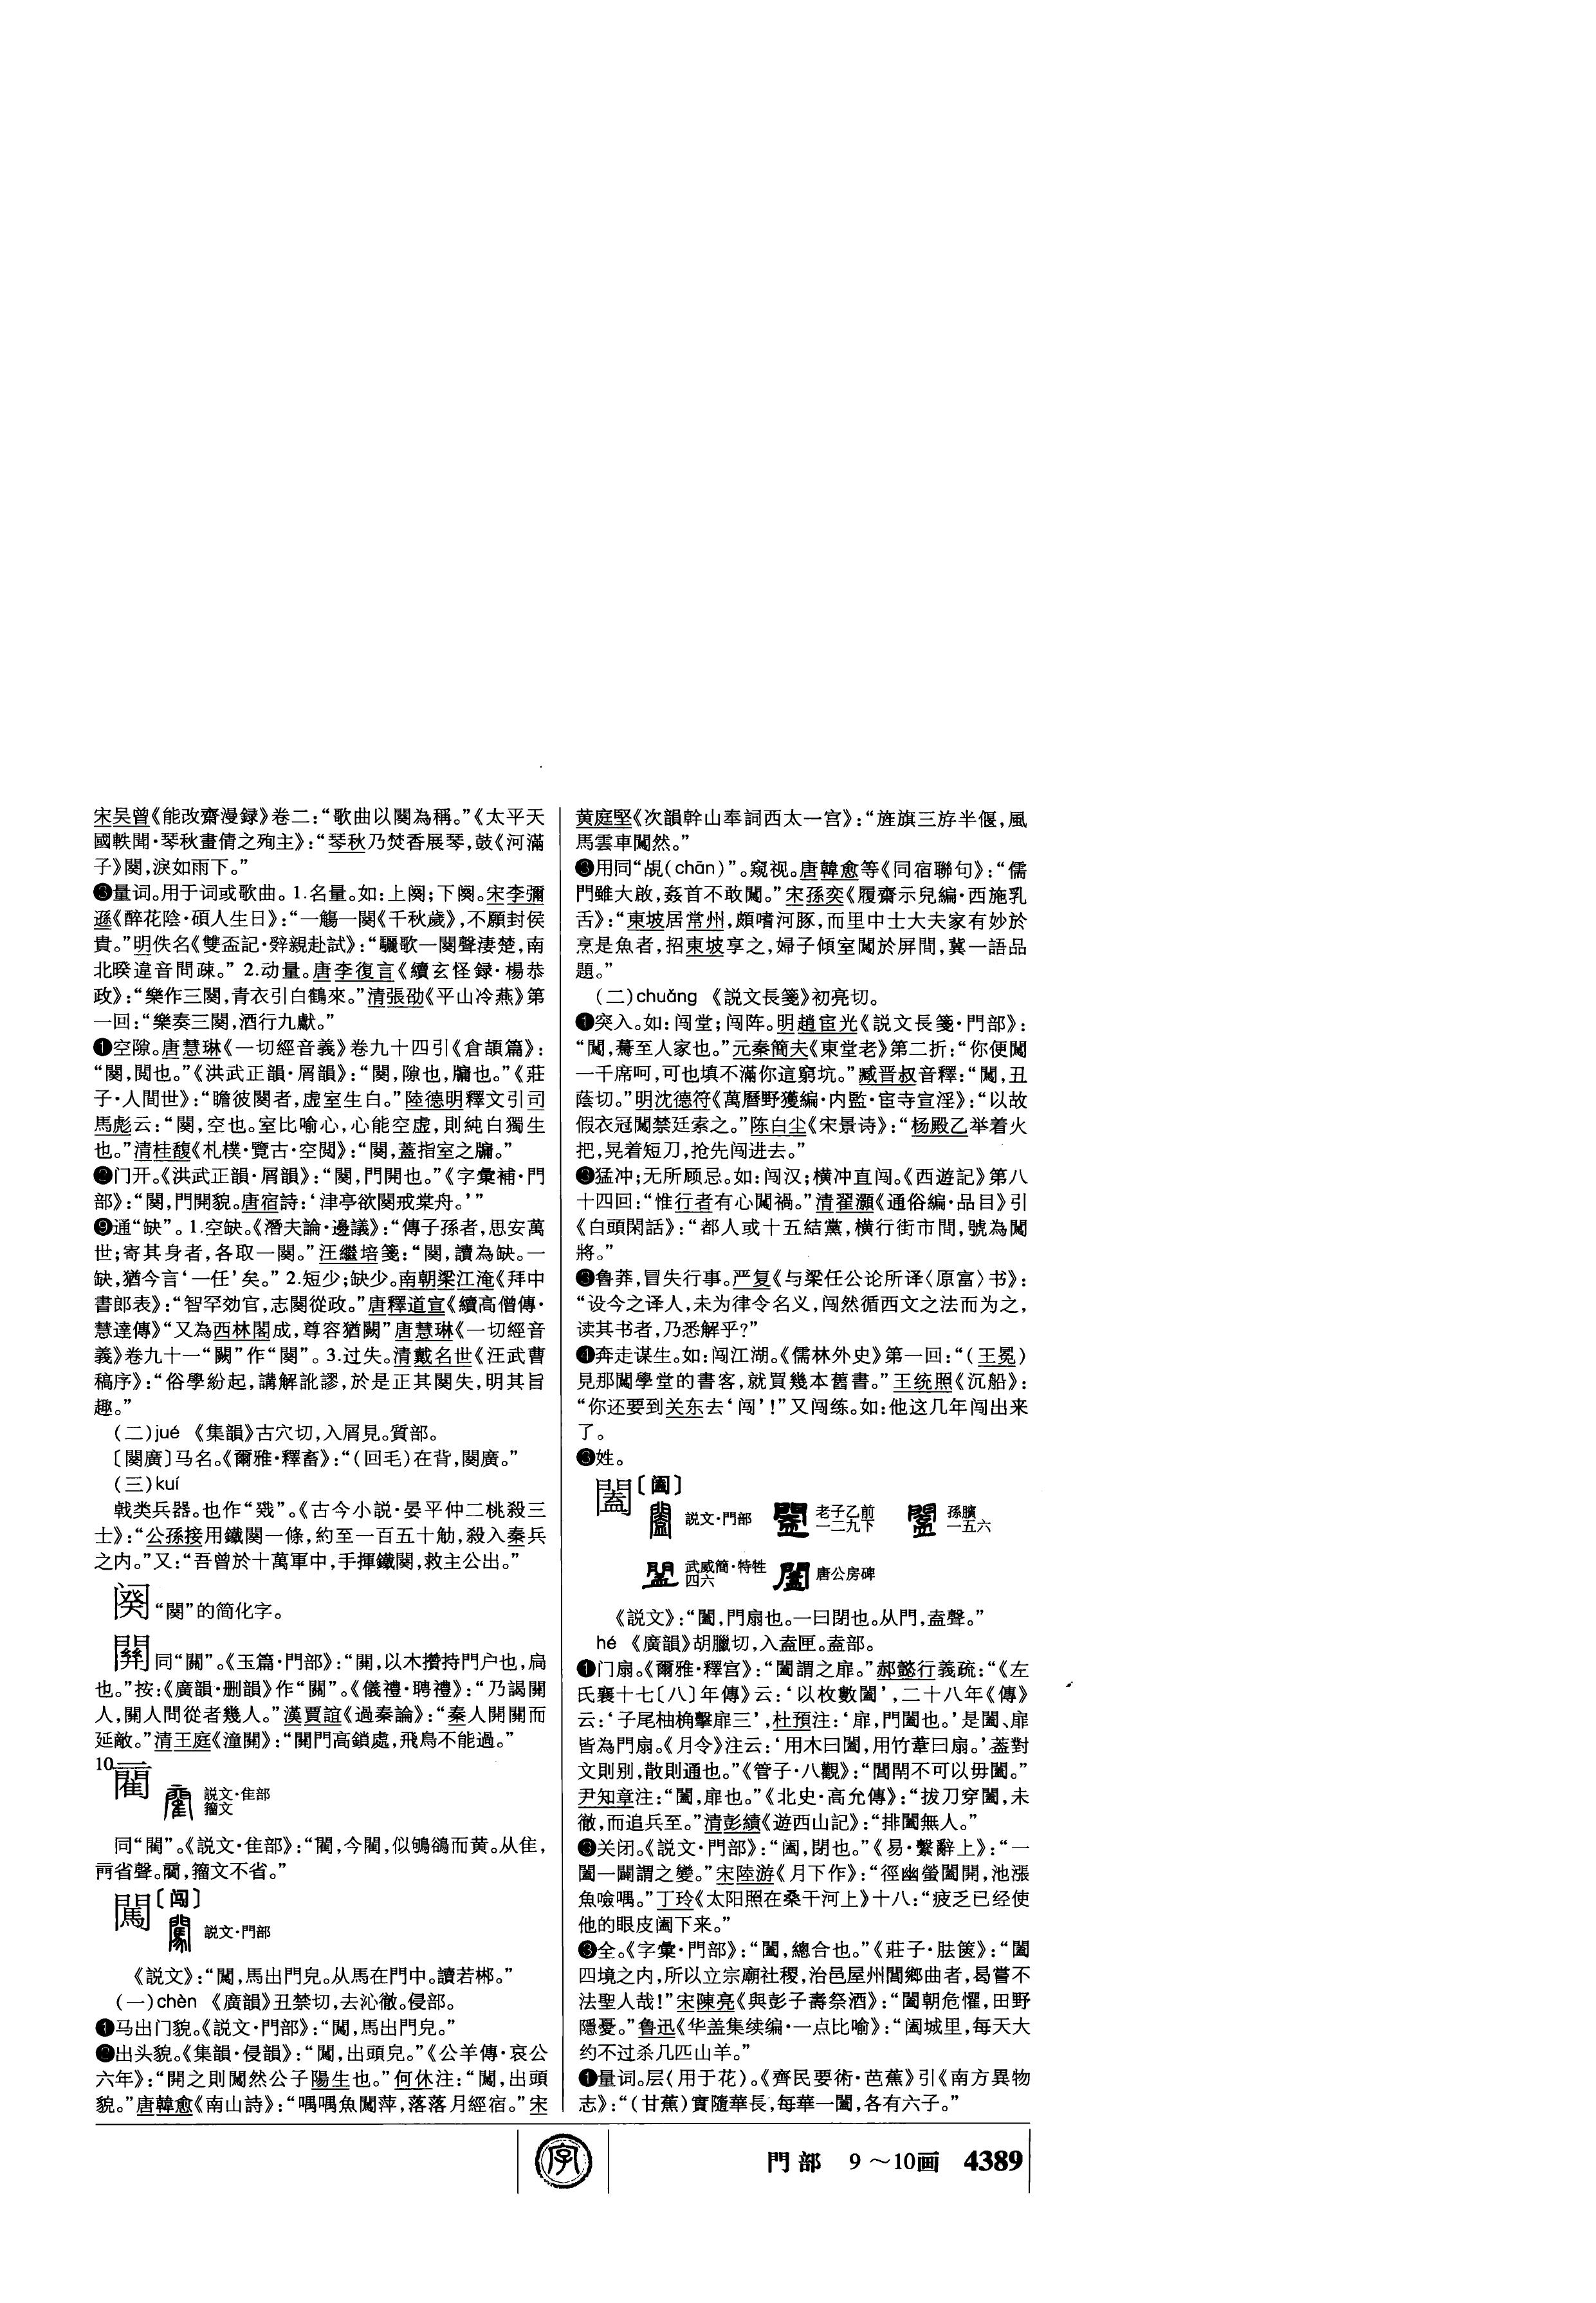 宋吴曾《能改齋漫録》卷二：“歌曲以闋為稱。”《太平天
國軼聞·琴秋畫倩之殉主》：“琴秋乃焚香展琴，鼓《河滿
子》闋，淚如雨下。”
❸量词。用于词或歌曲。1.名量。如：上阕；下阕。宋李彌
遜《醉花陰·碩人生日》：“一觴一闋《千秋歲》，不願封侯
貴。”明佚名《雙盃記·辤親赴試》：“驪歌一闋聲淒楚，南
北暌違音問疎。” 2.动量。唐李復言《續玄怪録·楊恭
政》：“樂作三闋，青衣引白鶴來。”清張劭《平山冷燕》第
一回：“樂奏三闋，酒行九獻。”
❶空隙。唐慧琳《一切經音義》卷九十四引《倉頡篇》：
“闋，閲也。”《洪武正韻·屑韻》：“闋，隙也，牖也。”《莊
子·人間世》：“瞻彼闋者，虚室生白。”陸德明釋文引司
馬彪云：“闋，空也。室比喻心，心能空虚，則純白獨生
也。”清桂馥《札樸·覽古·空閲》：“闋，蓋指室之牖。”
❷门开。《洪武正韻·屑韻》：“闋，門開也。”《字彙補·門
部》：“闋，門開貌。唐宿詩：‘津亭欲闋戒棠舟。’”
❾通“缺”。1.空缺。《潛夫論·邊議》：“傳子孫者，思安萬
世；寄其身者，各取一闋。”汪繼培箋：“闋，讀為缺。一
缺，猶今言‘一任’矣。”2.短少；缺少。南朝梁江淹《拜中
書郎表》：“智罕効官，志闋從政。”唐釋道宣《續高僧傳·
慧達傳》“又為西林閣成，尊容猶闕”唐慧琳《一切經音
義》卷九十一“闕”作“闋”。3.过失。清戴名世《汪武曹
稿序》：“俗學紛起，講解訛謬，於是正其闋失，明其旨
趣。”
（二）jué 《集韻》古穴切，入屑見。質部。
〔闋廣〕马名。《爾雅·釋畜》：“（回毛）在背，闋廣。”
（三）kuí
戟类兵器。也作“戣”。《古今小説·晏平仲二桃殺三
士》：“公孫接用鐵闋一條，約至一百五十觔，殺入秦兵
之内。”又：“吾曾於十萬軍中，手揮鐵闋，救主公出。”
阕 “闋”的简化字。
開 同“關”。《玉篇·門部》：“開，以木攢持門户也，扃
也。”按：《廣韻·删韻》作“關”。《儀禮·聘禮》：“乃謁關
人，關人問從者幾人。”漢賈誼《過秦論》：“秦人開關而
延敵。”清王庭《潼關》：“關門高鎖處，飛鳥不能過。”
10
説文·隹部
籀文
同“閵”。《説文·隹部》：“閵，今閵，似鴝鵒而黄。从隹，
省聲。籀文不省。”
闖〔闯〕
説文·門部
《説文》：“闖，馬出門皃。从馬在門中。讀若郴。”
（一）chèn 《廣韻》丑禁切，去沁徹。侵部。
❶马出门貌。《説文·門部》：“闖，馬出門皃。”
❷出头貌。《集韻·侵韻》：“闖，出頭皃。”《公羊傳·哀公
六年》：“開之則闖然公子陽生也。”何休注：“闖，出頭
貌。”唐韓愈《南山詩》：“喁喁魚闖萍，落落月經宿。”宋
黄庭堅《次韻幹山奉詞西太一宫》：“旌旗三斿半偃，風
馬雲車闖然。”
❸用同“覘（chān）”。窥视。唐韓愈等《同宿聯句》：“儒
門雖大啟，姦首不敢闖。”宋孫奕《履齋示兒編·西施乳
舌》：“東坡居常州，頗嗜河豚，而里中士大夫家有妙於
烹是魚者，招東坡享之，婦子傾室闖於屏間，冀一語品
題。”
（二）chuǎng 《説文長箋》初亮切。
❶突入。如：闯堂；闯阵。明趙宧光《説文長箋·門部》：
“闖，驀至人家也。”元秦簡夫《東堂老》第二折：“你便闖
一千席呵，可也填不滿你這窮坑。”臧晋叔音釋：“闖，丑
蔭切。”明沈德符《萬曆野獲編·内監·宦寺宣淫》：“以故
假衣冠闖禁廷索之。”陈白尘《宋景诗》：“杨殿乙举着火
把，晃着短刀，抢先闯进去。”
❸猛冲；无所顾忌。如：闯汉；横冲直闯。《西遊記》第八
十四回：“惟行者有心闖禍。”清翟灝《通俗編·品目》引
《白頭閑話》：“都人或十五結黨，横行街市間，號為闖
將。”
❸鲁莽，冒失行事。严复《与梁任公论所译〈原富〉书》：
“设今之译人，未为律令名义，闯然循西文之法而为之，
读其书者，乃悉解乎？”
❹奔走谋生。如：闯江湖。《儒林外史》第一回：“（王冕）
見那闖學堂的書客，就買幾本舊書。”王统照《沉船》：
“你还要到关东去‘闯’！”又闯练。如：他这几年闯出来
了。
❸姓。
闔〔阖〕
説文·門部 老子乙前 一二九下 孫臏 一五六
武威簡·特牲 四六 唐公房碑
《説文》：“闔，門扇也。一曰閉也。从門，盍聲。”
hé 《廣韻》胡臘切，入盍匣。盍部。
❶门扇。《爾雅·釋宫》：“闔謂之扉。”郝懿行義疏：“《左
氏襄十七〔八〕年傳》云：‘以枚數闔’，二十八年《傳》
云：‘子尾柚桷擊扉三’，杜預注：‘扉，門闔也。’是闔、扉
皆為門扇。《月令》注云：‘用木曰闔，用竹葦曰扇。’葢對
文則别，散則通也。”《管子·八觀》：“閭閈不可以毋闔。”
尹知章注：“闔，扉也。”《北史·高允傳》：“拔刀穿闔，未
徹，而追兵至。”清彭績《遊西山記》：“排闔無人。”
❸关闭。《説文·門部》：“闔，閉也。”《易·繫辭上》：“一
闔一闢謂之變。”宋陸游《月下作》：“徑幽螢闔開，池漲
魚噞喁。”丁玲《太阳照在桑干河上》十八：“疲乏已经使
他的眼皮阖下来。”
❸全。《字彙·門部》：“闔，總合也。”《莊子·胠篋》：“闔
四境之内，所以立宗廟社稷，治邑屋州閭鄉曲者，曷嘗不
法聖人哉！”宋陳亮《與彭子壽祭酒》：“闔朝危懼，田野
隱憂。”鲁迅《华盖集续编·一点比喻》：“阖城里，每天大
约不过杀几匹山羊。”
❶量词。层（用于花）。《齊民要術·芭蕉》引《南方異物
志》：“（甘蕉）實隨華長，每華一闔，各有六子。”
字 門部 9～10画 4389